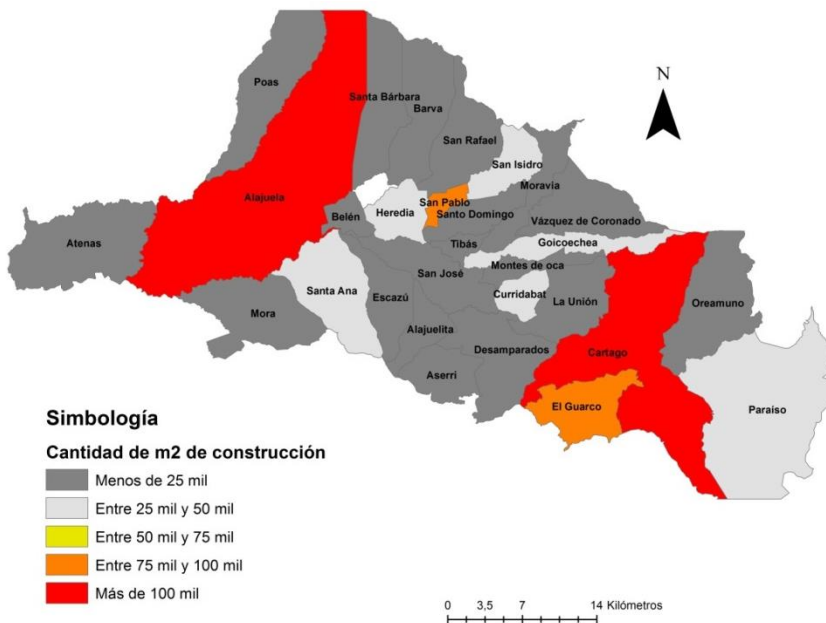 N
Poas
Santa Bárbara
Barva
San Rafael
San Isidro
Moravia
Alajuela
San Pablo
Heredia
Santo Domingo
Belén
Vázquez de Coronado
Atenas
Tibás
Goicoechea
Montes de oca
San José
Santa Ana
Escazú
Curridabat
La Unión
Oreamuno
Mora
Alajuelita
Desamparados
Cartago
Aserri
El Guarco
Paraíso
Simbología
Cantidad de m2 de construcción
Menos de 25 mil
Entre 25 mil y 50 mil
Entre 50 mil y 75 mil
Entre 75 mil y 100 mil
Más de 100 mil
0 3,5 7 14 Kilómetros